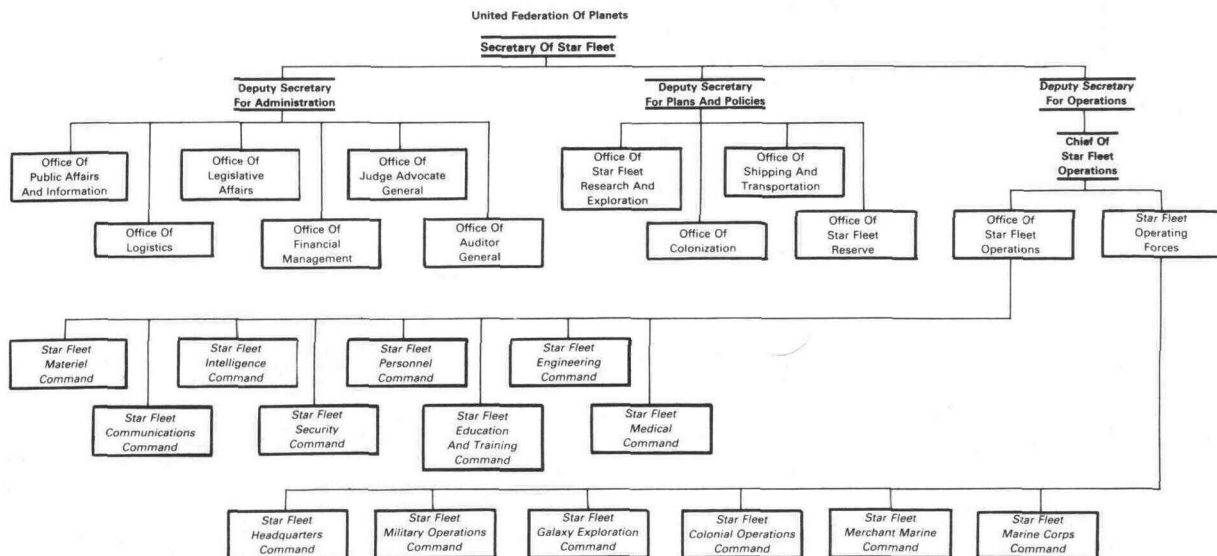 United Federation Of Planets
Secretary Of Star Fleet
Deputy Secretary
For Administration
Deputy Secretary
For Plans And Policies
Deputy Secretary
For Operations
Chief Of
Star Fleet
Operations
Office Of
Public Affairs
And Information
Office Of
Legislative
Affairs
Office Of
Judge Advocate
General
Office Of
Star Fleet
Research And
Exploration
Office Of
Shipping And
Transportation
Office Of
Logistics
Office Of
Financial
Management
Office Of
Auditor
General
Office Of
Colonization
Office Of
Star Fleet
Reserve
Office Of
Star Fleet
Operations
Star Fleet
Operating
Forces
Star Fleet
Materiel
Command
Star Fleet
Intelligence
Command
Star Fleet
Personnel
Command
Star Fleet
Engineering
Command
Star Fleet
Communications
Command
Star Fleet
Security
Command
Star Fleet
Education
And Training
Command
Star Fleet
Medical
Command
Star Fleet
Headquarters
Command
Star Fleet
Military Operations
Command
Star Fleet
Galaxy Exploration
Command
Star Fleet
Colonial Operations
Command
Star Fleet
Merchant Marine
Command
Star Fleet
Marine Corps
Command